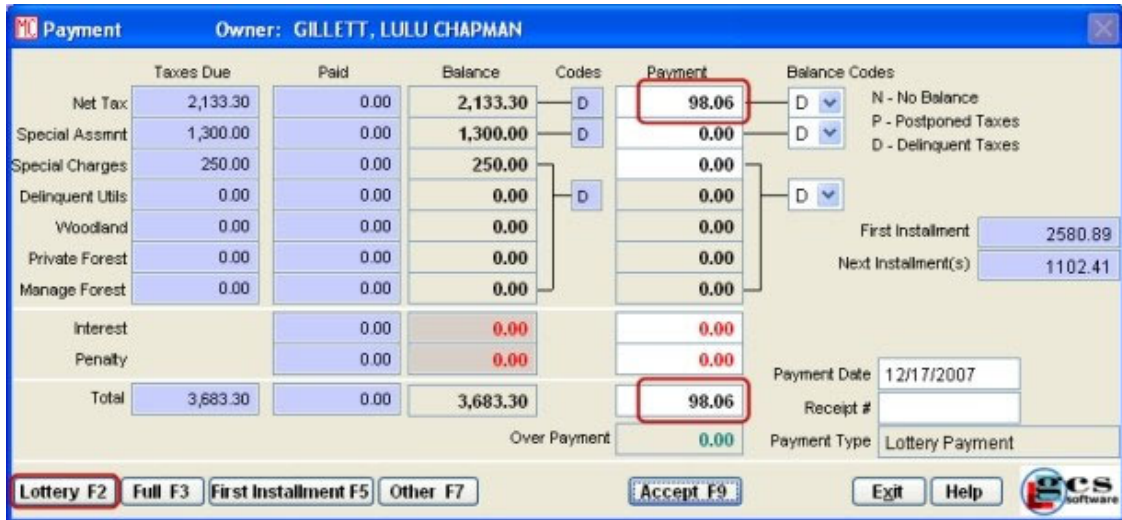 MC Payment Owner: GILLETT, LULU CHAPMAN
Taxes Due Paid Balance Codes Payment Balance Codes
Net Tax 2,133.30 0.00 2,133.30 D 98.06 D N - No Balance
P - Postponed Taxes
Special Assmnt 1,300.00 0.00 1,300.00 D 0.00 D D - Delinquent Taxes
Special Charges 250.00 0.00 250.00 0.00
Delinquent Utils 0.00 0.00 0.00 D 0.00 D
Woodland 0.00 0.00 0.00 0.00 First Installment 2580.89
Private Forest 0.00 0.00 0.00 0.00 Next Installment(s) 1102.41
Manage Forest 0.00 0.00 0.00 0.00
Interest 0.00 0.00 0.00
Penalty 0.00 0.00 0.00 Payment Date 12/17/2007
Total 3,683.30 0.00 3,683.30 98.06 Receipt #
Over Payment 0.00 Payment Type Lottery Payment
Lottery F2 Full F3 First Installment F5 Other F7 Accept F9 Exit Help gcs software